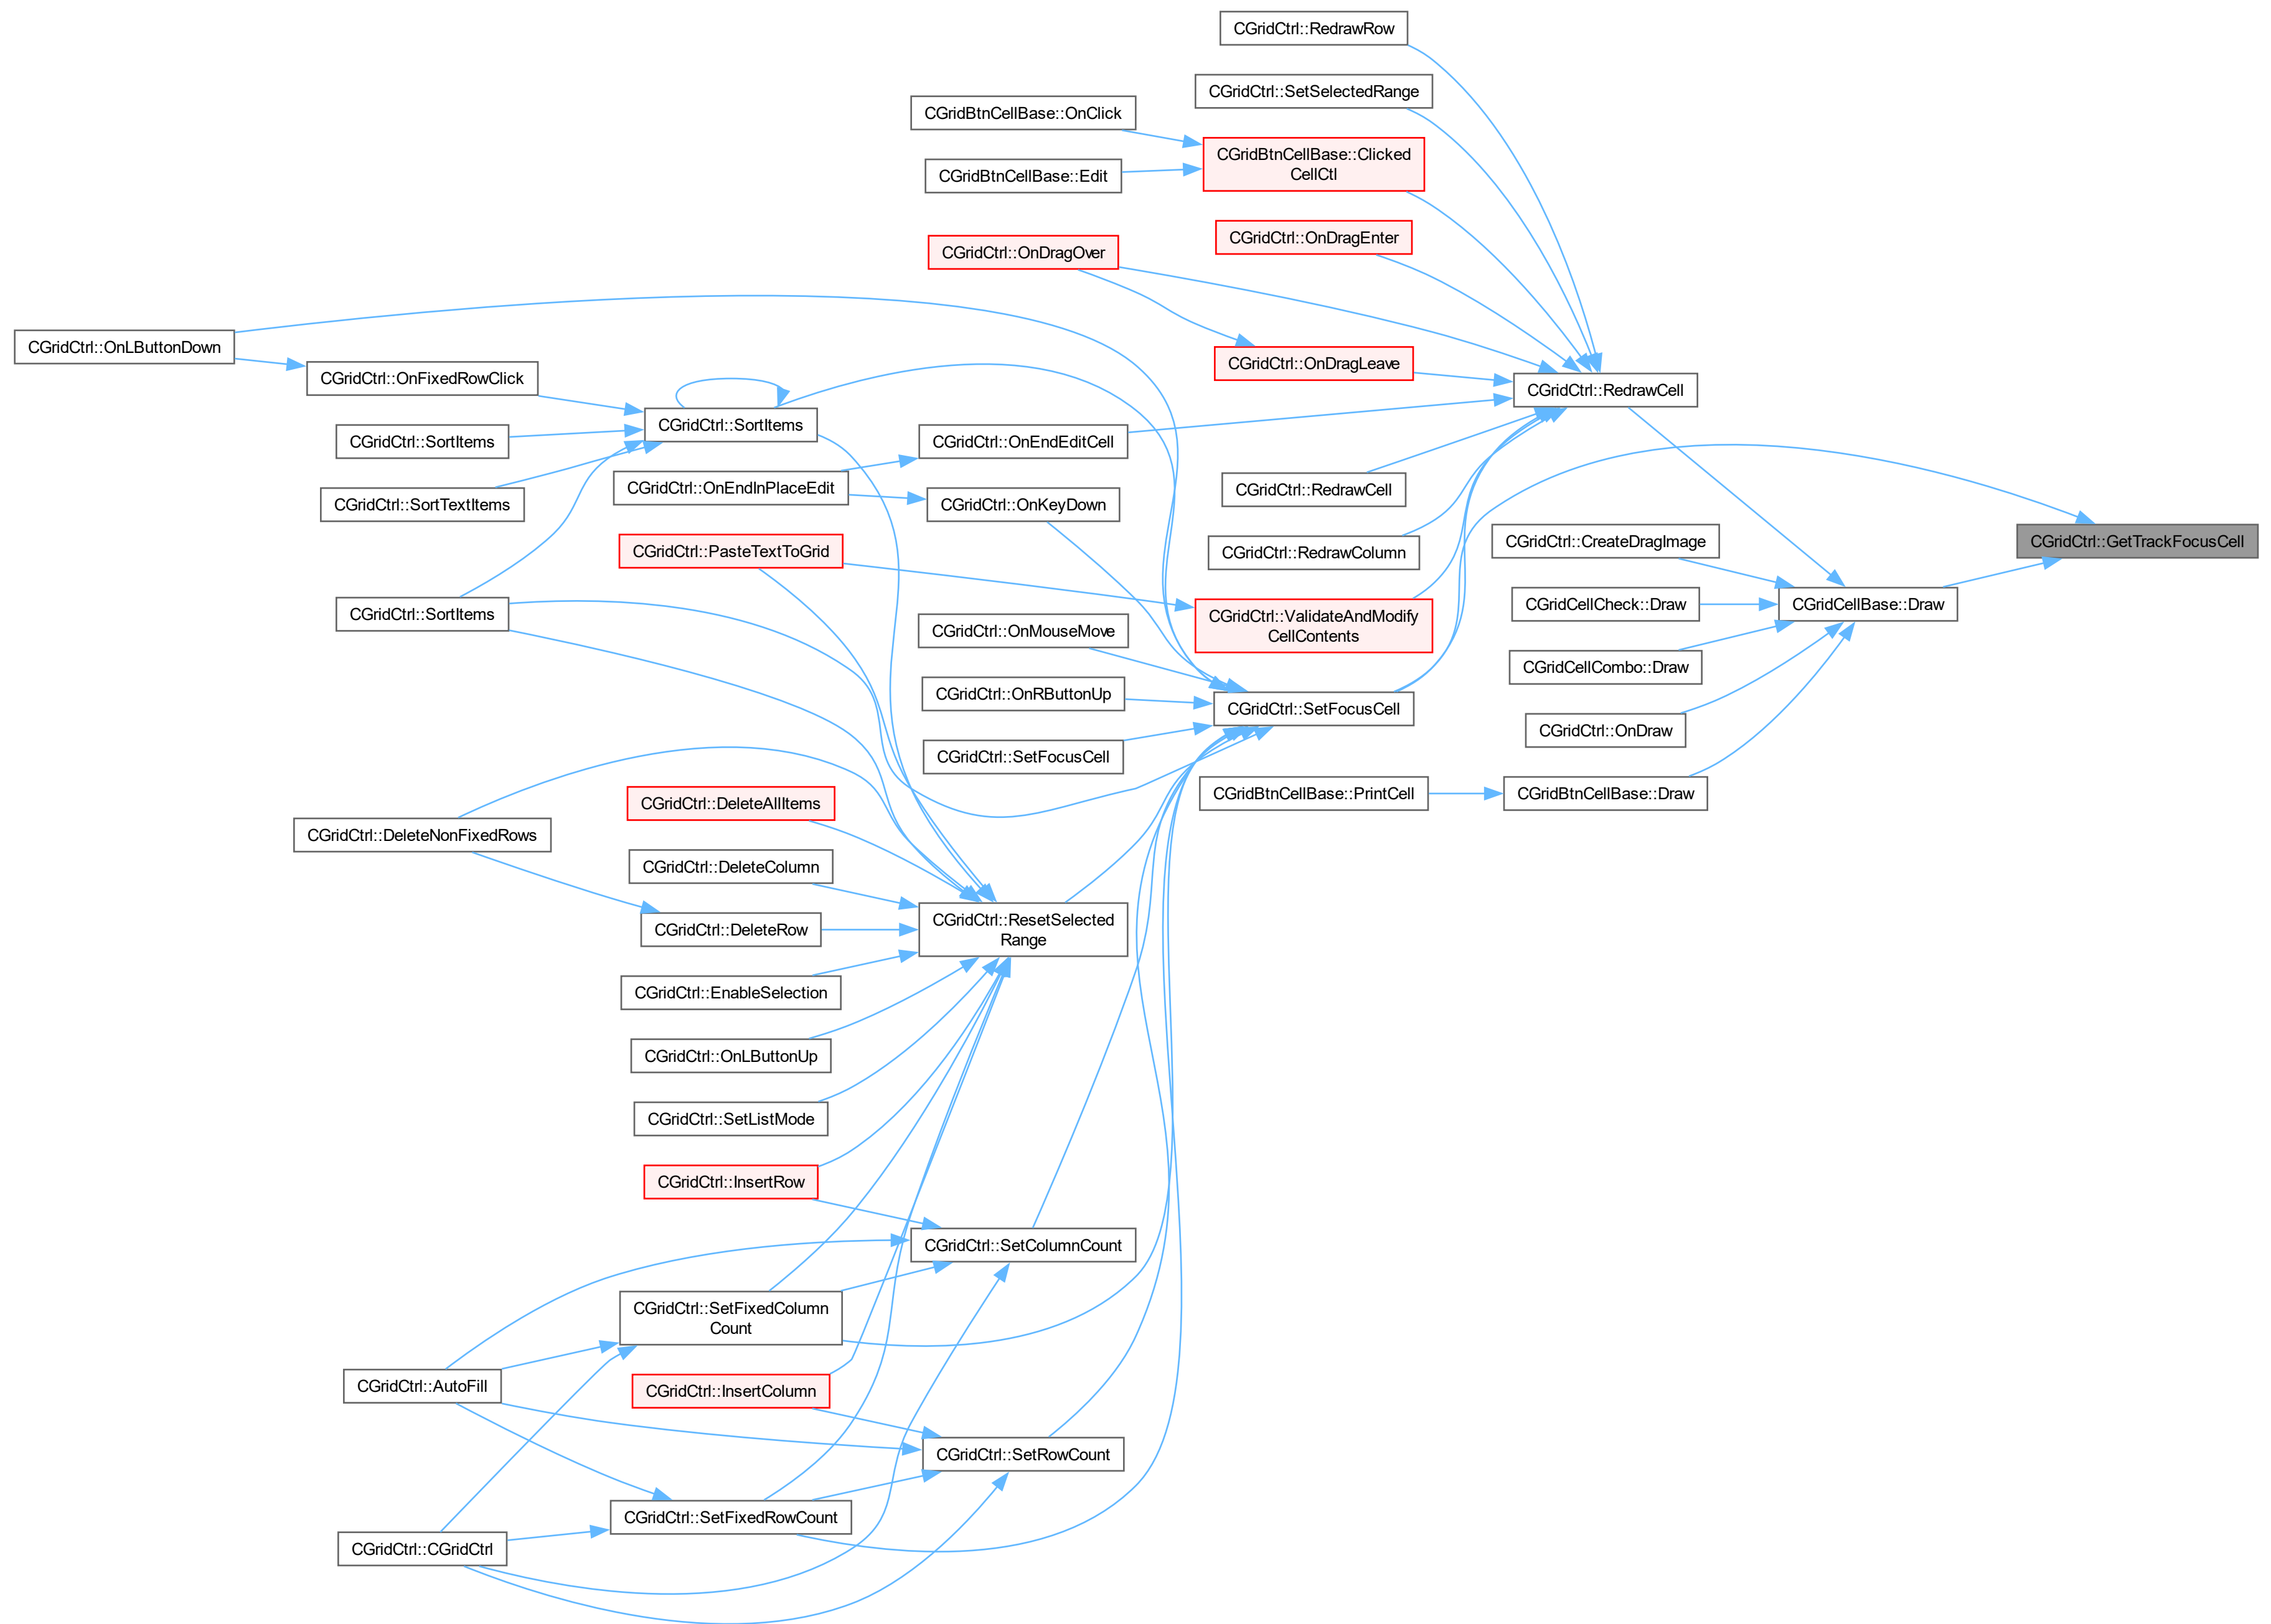 CGridCtrl::RedrawRow
CGridCtrl::SetSelectedRange
CGridBtnCellBase::OnClick
CGridBtnCellBase::Clicked
CellCtl
CGridBtnCellBase::Edit
CGridCtrl::OnDragEnter
CGridCtrl::OnDragOver
CGridCtrl::OnLButtonDown
CGridCtrl::OnDragLeave
CGridCtrl::OnFixedRowClick
CGridCtrl::RedrawCell
CGridCtrl::SortItems
CGridCtrl::SortItems
CGridCtrl::OnEndEditCell
CGridCtrl::OnEndInPlaceEdit
CGridCtrl::RedrawCell
CGridCtrl::SortTextItems
CGridCtrl::OnKeyDown
CGridCtrl::CreateDragImage
CGridCtrl::GetTrackFocusCell
CGridCtrl::PasteTextToGrid
CGridCtrl::RedrawColumn
CGridCellCheck::Draw
CGridCellBase::Draw
CGridCtrl::SortItems
CGridCtrl::ValidateAndModify
CellContents
CGridCtrl::OnMouseMove
CGridCellCombo::Draw
CGridCtrl::OnRButtonUp
CGridCtrl::SetFocusCell
CGridCtrl::OnDraw
CGridCtrl::SetFocusCell
CGridBtnCellBase::PrintCell
CGridBtnCellBase::Draw
CGridCtrl::DeleteAllItems
CGridCtrl::DeleteNonFixedRows
CGridCtrl::DeleteColumn
CGridCtrl::DeleteRow
CGridCtrl::ResetSelected
Range
CGridCtrl::EnableSelection
CGridCtrl::OnLButtonUp
CGridCtrl::SetListMode
CGridCtrl::InsertRow
CGridCtrl::SetColumnCount
CGridCtrl::SetFixedColumn
Count
CGridCtrl::AutoFill
CGridCtrl::InsertColumn
CGridCtrl::SetRowCount
CGridCtrl::SetFixedRowCount
CGridCtrl::CGridCtrl